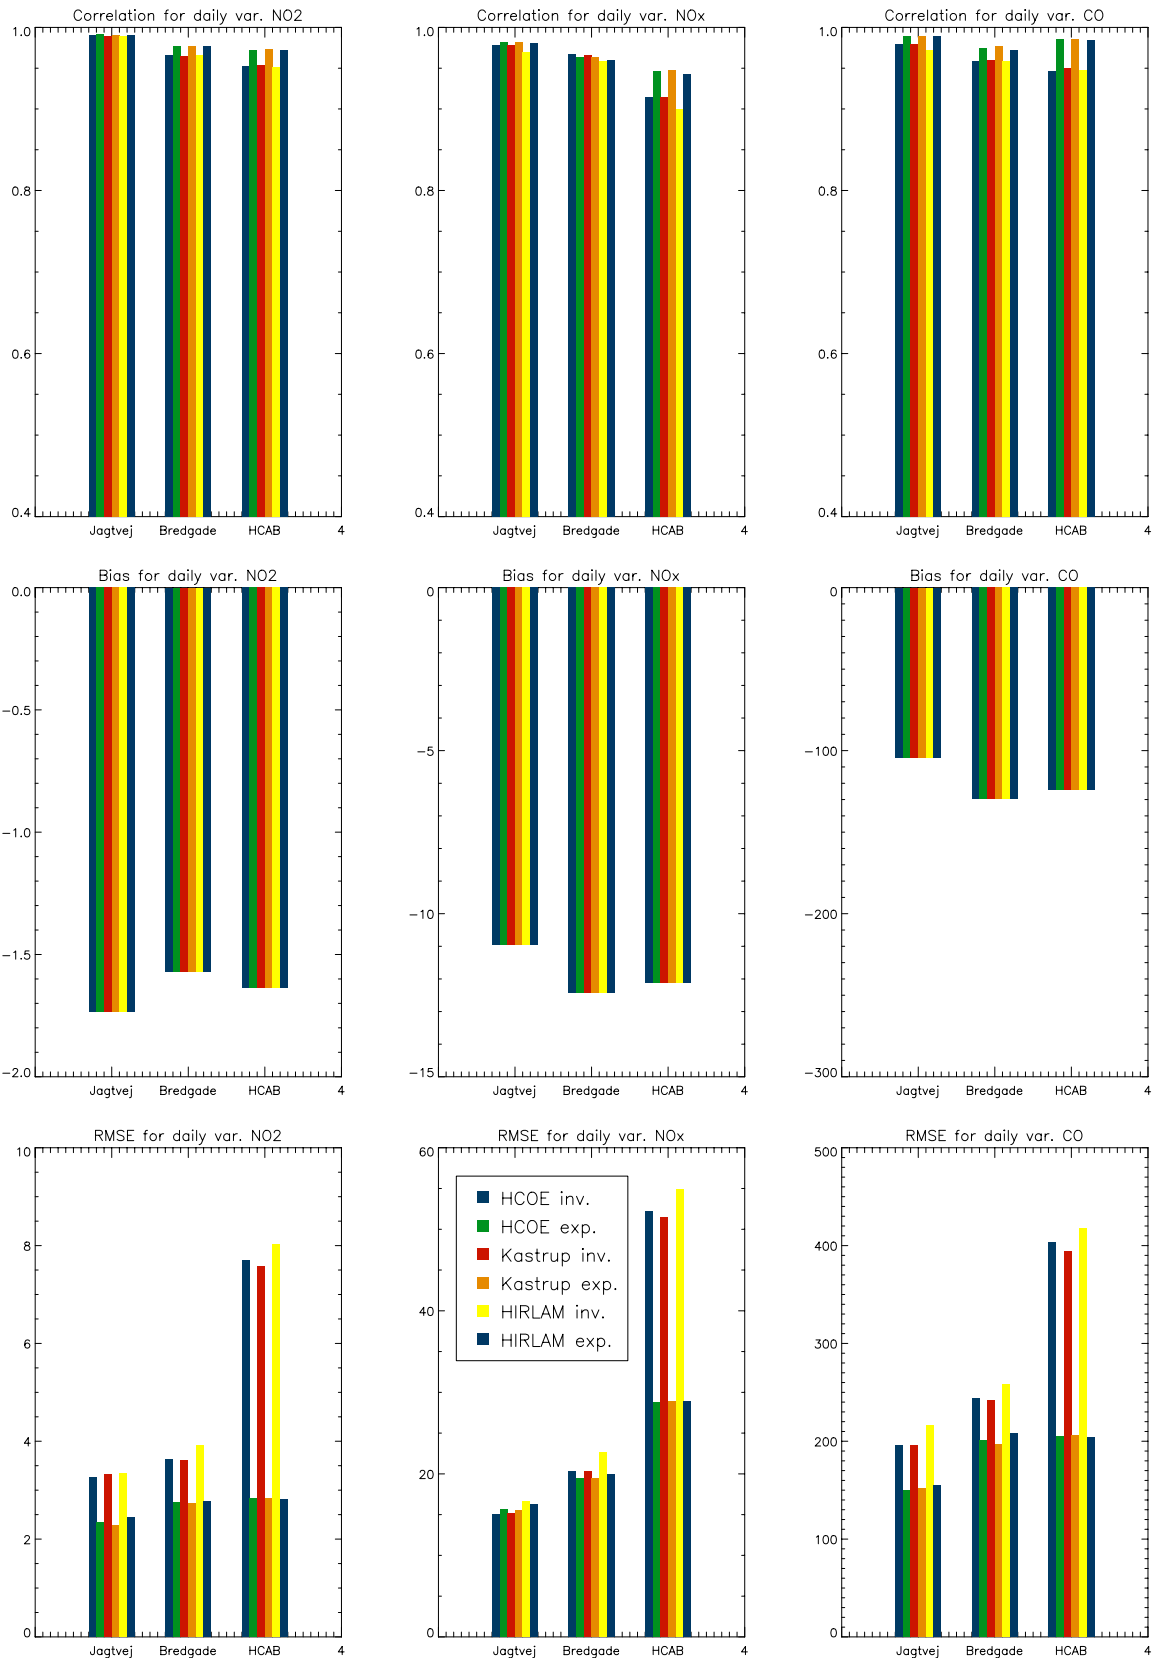 Correlation for daily var. NO2
Correlation for daily var. NOx
Correlation for daily var. CO
1.0
0.8
0.6
0.4
Jagtvej Bredgade HCAB 4
1.0
0.8
0.6
0.4
Jagtvej Bredgade HCAB 4
1.0
0.8
0.6
0.4
Jagtvej Bredgade HCAB 4
Bias for daily var. NO2
Bias for daily var. NOx
Bias for daily var. CO
0.0
−0.5
−1.0
−1.5
−2.0
Jagtvej Bredgade HCAB 4
0
−5
−10
−15
Jagtvej Bredgade HCAB 4
0
−100
−200
−300
Jagtvej Bredgade HCAB 4
RMSE for daily var. NO2
RMSE for daily var. NOx
RMSE for daily var. CO
10
8
6
4
2
0
Jagtvej Bredgade HCAB 4
60
40
20
0
HCOE inv.
HCOE exp.
Kastrup inv.
Kastrup exp.
HIRLAM inv.
HIRLAM exp.
Jagtvej Bredgade HCAB 4
500
400
300
200
100
0
Jagtvej Bredgade HCAB 4